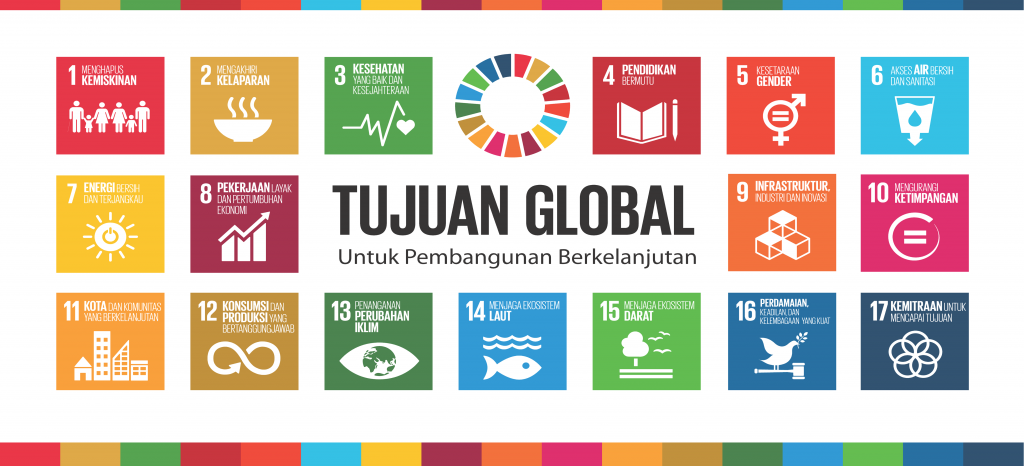 1 MENGHAPUS
KEMISKINAN
2 MENGAKHIRI
KELAPARAN
3 KESEHATAN
YANG BAIK DAN
KESEJAHTERAAN
4 PENDIDIKAN
BERMUTU
5 KESETARAAN
GENDER
6 AKSES AIR BERSIH
DAN SANITASI
7 ENERGI BERSIH
DAN TERJANGKAU
8 PEKERJAAN LAYAK
DAN PERTUMBUHAN
EKONOMI
TUJUAN GLOBAL
Untuk Pembangunan Berkelanjutan
9 INFRASTRUKTUR,
INDUSTRI DAN INOVASI
10 MENGURANGI
KETIMPANGAN
11 KOTA DAN KOMUNITAS
YANG BERKELANJUTAN
12 KONSUMSI DAN
PRODUKSI YANG
BERTANGGUNGJAWAB
13 PENANGANAN
PERUBAHAN
IKLIM
14 MENJAGA EKOSISTEM
LAUT
15 MENJAGA EKOSISTEM
DARAT
16 PERDAMAIAN,
KEADILAN, DAN
KELEMBAGAAN YANG KUAT
17 KEMITRAAN UNTUK
MENCAPAI TUJUAN